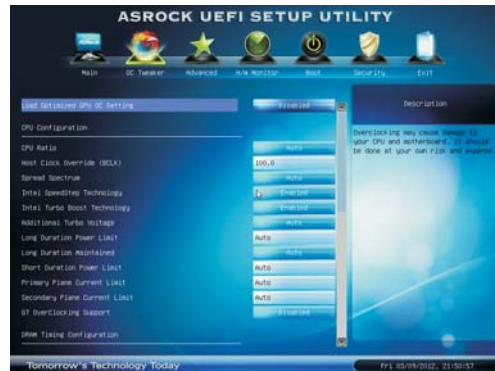 ASROCK UEFI SETUP UTILITY
Main OC Tweaker Advanced H/W Monitor Boot Security Exit
Load Optimized GPU OC Setting Disabled
Description
Overclocking may cause damage to
your CPU and motherboard. It should
be done at your own risk and expense.
CPU Configuration
CPU Ratio Auto
Host Clock Override (BCLK) 100.0
Spread Spectrum Auto
Intel SpeedStep Technology Enabled
Intel Turbo Boost Technology Enabled
Additional Turbo Voltage Auto
Long Duration Power Limit Auto
Long Duration Maintained Auto
Short Duration Power Limit Auto
Primary Plane Current Limit Auto
Secondary Plane Current Limit Auto
GT OverClocking Support Disabled
DRAM Timing Configuration
Tomorrow's Technology Today
Fri 03/09/2012, 21:50:57